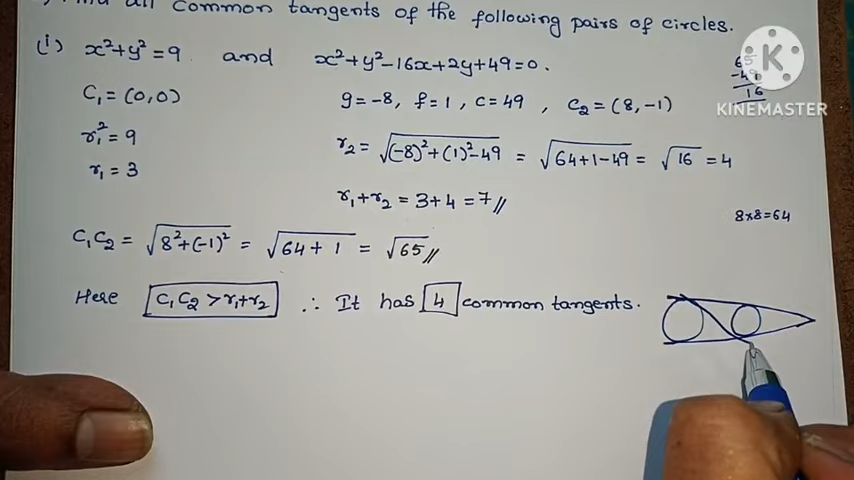 all common tangents of the following pairs of circles.
(i) x²+y²=9 and x²+y²-16x+2y+49=0.
C₁=(0,0) g=-8, f=1, c=49, C₂=(8,-1)
r₁²=9 r₂=√((-8)²+(1)²-49) = √(64+1-49) = √16 = 4
r₁=3
r₁+r₂=3+4=7//
8×8=64
C₁C₂=√(8²+(-1)²) = √(64+1) = √65//
Here C₁C₂>r₁+r₂ ∴ It has 4 common tangents.
65
-49
16
KINEMASTER